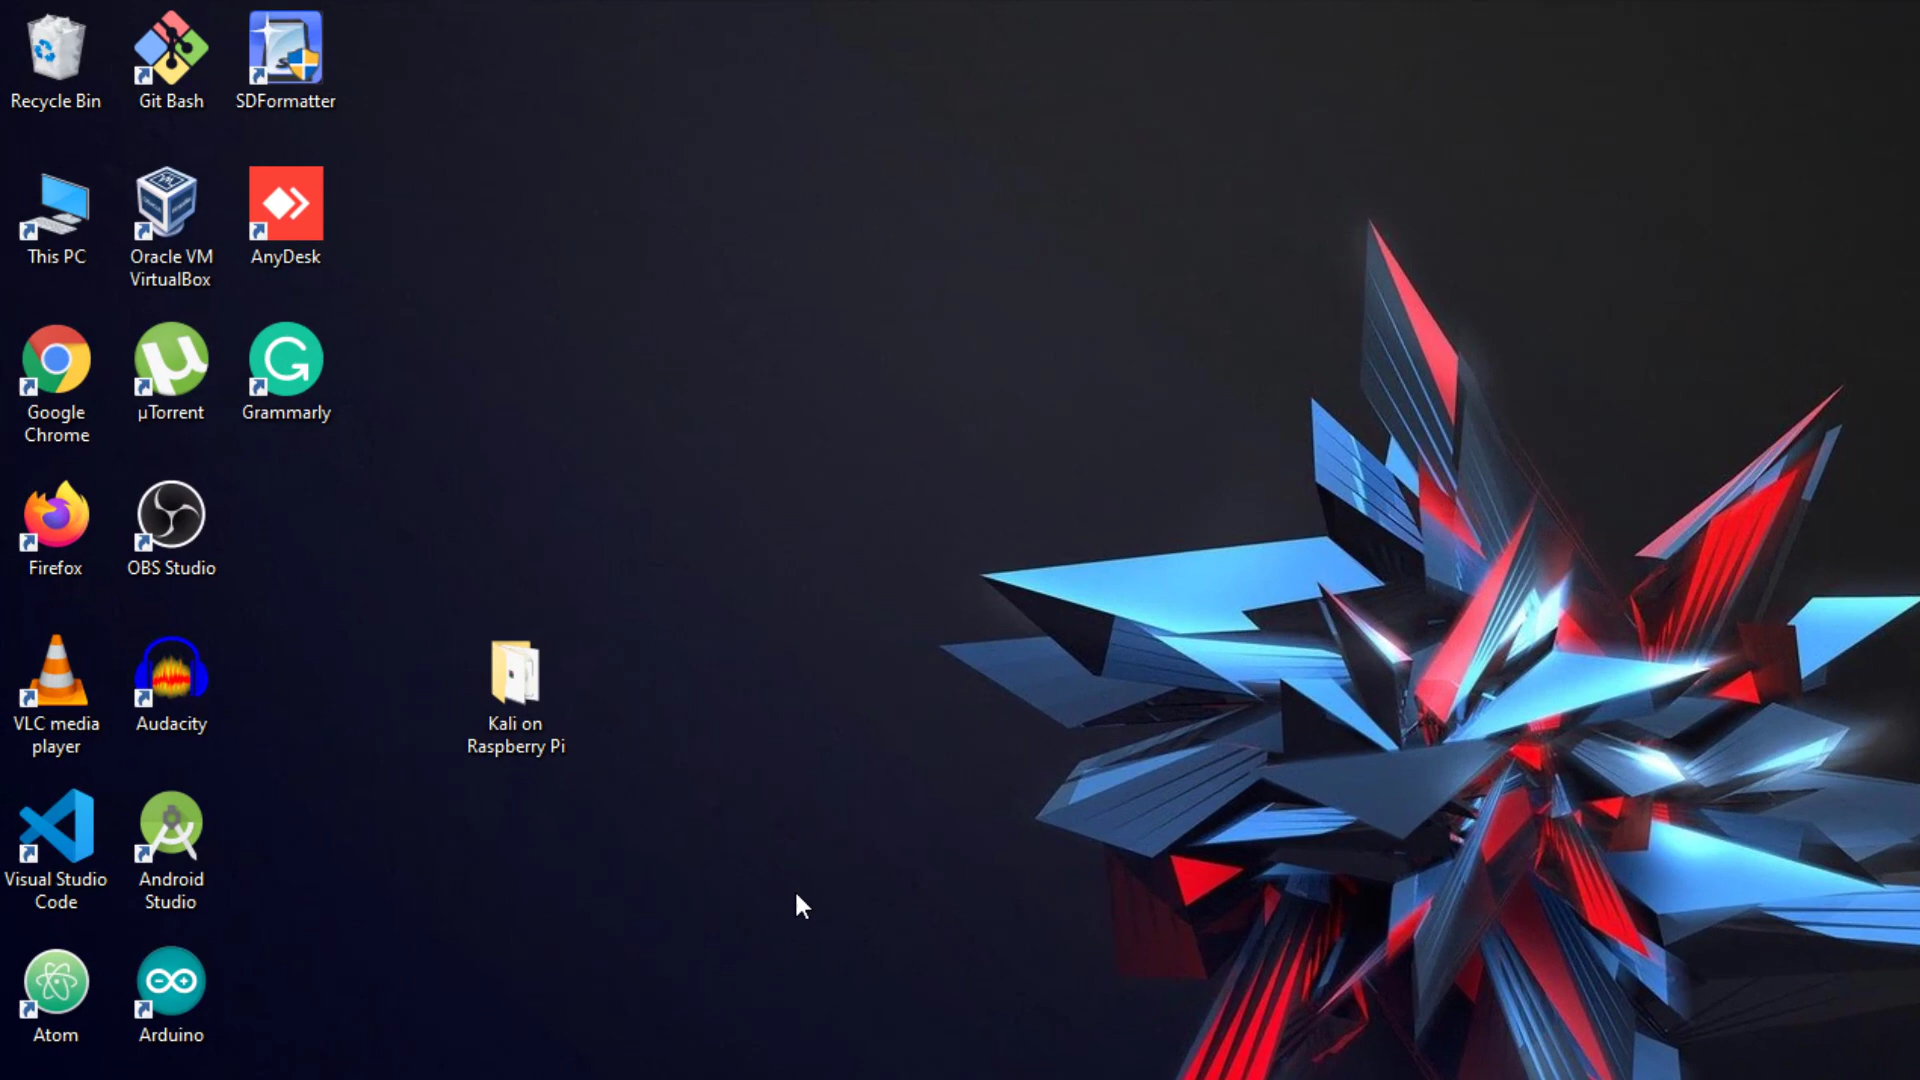 Recycle Bin
Git Bash
SDFormatter
This PC
Oracle VM
VirtualBox
AnyDesk
Google
Chrome
µTorrent
Grammarly
Firefox
OBS Studio
VLC media
player
Audacity
Kali on
Raspberry Pi
Visual Studio
Code
Android
Studio
Atom
Arduino